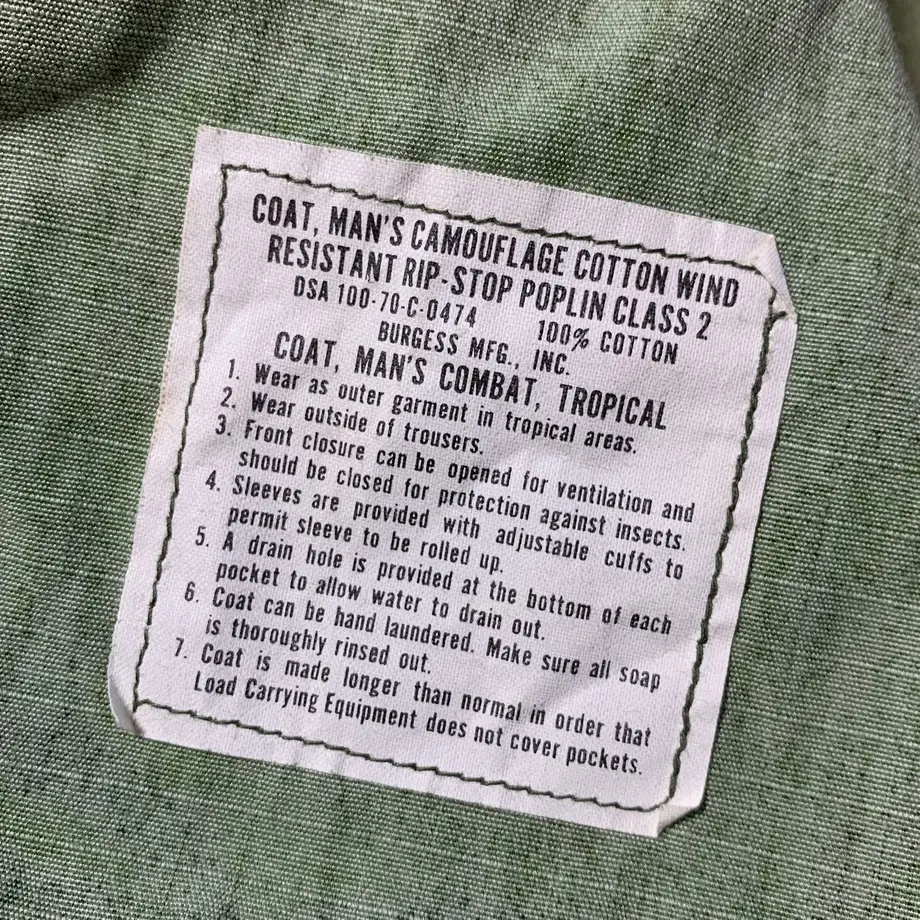 COAT, MAN'S CAMOUFLAGE COTTON WIND
RESISTANT RIP-STOP POPLIN CLASS 2
DSA 100-70-C-0474 100% COTTON
BURGESS MFG., INC.
COAT, MAN'S COMBAT, TROPICAL
1. Wear as outer garment in tropical areas.
2. Wear outside of trousers.
3. Front closure can be opened for ventilation and
should be closed for protection against insects.
4. Sleeves are provided with adjustable cuffs to
permit sleeve to be rolled up.
5. A drain hole is provided at the bottom of each
pocket to allow water to drain out.
6. Coat can be hand laundered. Make sure all soap
is thoroughly rinsed out.
7. Coat is made longer than normal in order that
Load Carrying Equipment does not cover pockets.